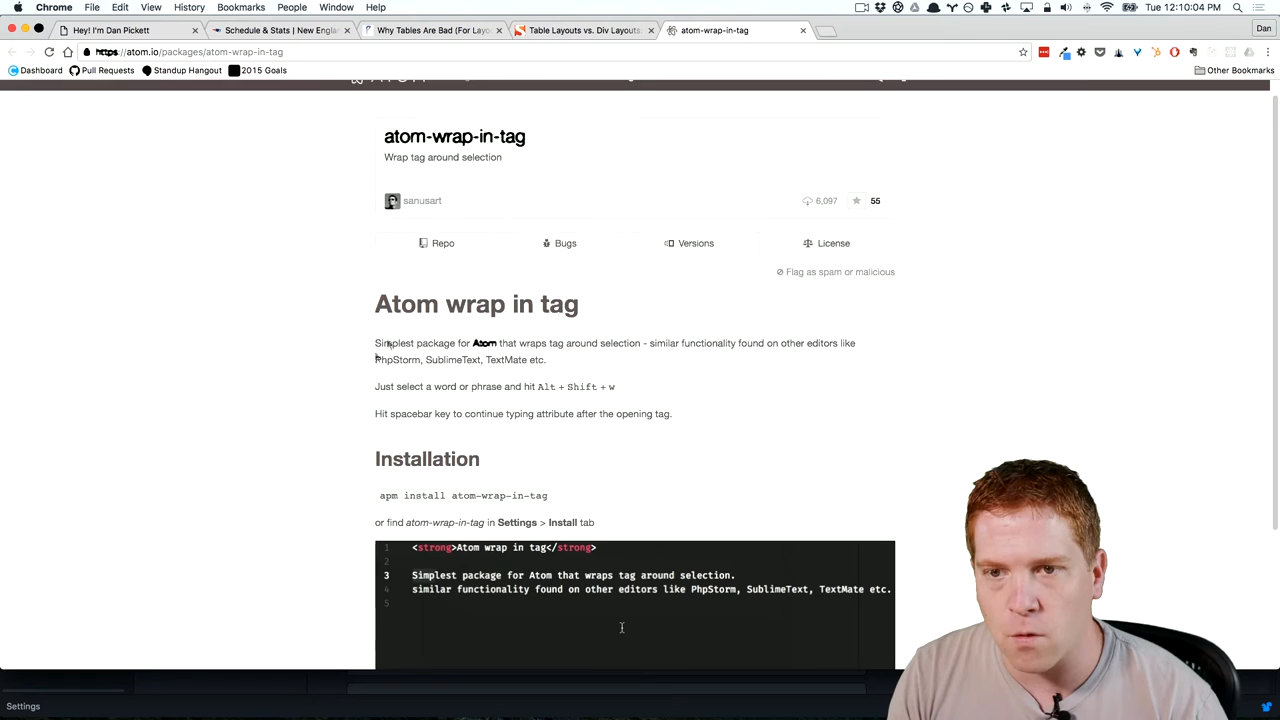 Chrome File Edit View History Bookmarks People Window Help Tue 12:10:04 PM
Hey! I'm Dan Pickett Schedule & Stats | New Engla Why Tables Are Bad (For Layo Table Layouts vs. Div Layouts: atom-wrap-in-tag Dan
https://atom.io/packages/atom-wrap-in-tag
Dashboard Pull Requests Standup Hangout 2015 Goals Other Bookmarks
atom-wrap-in-tag
Wrap tag around selection
sanusart 6,097 55
Repo Bugs Versions License
Flag as spam or malicious
Atom wrap in tag
Simplest package for Atom that wraps tag around selection - similar functionality found on other editors like
PhpStorm, SublimeText, TextMate etc.
Just select a word or phrase and hit Alt + Shift + w
Hit spacebar key to continue typing attribute after the opening tag.
Installation
apm install atom-wrap-in-tag
or find atom-wrap-in-tag in Settings > Install tab
1 <strong>Atom wrap in tag</strong>
2
3 Simplest package for Atom that wraps tag around selection.
4 similar functionality found on other editors like PhpStorm, SublimeText, TextMate etc.
5
Settings